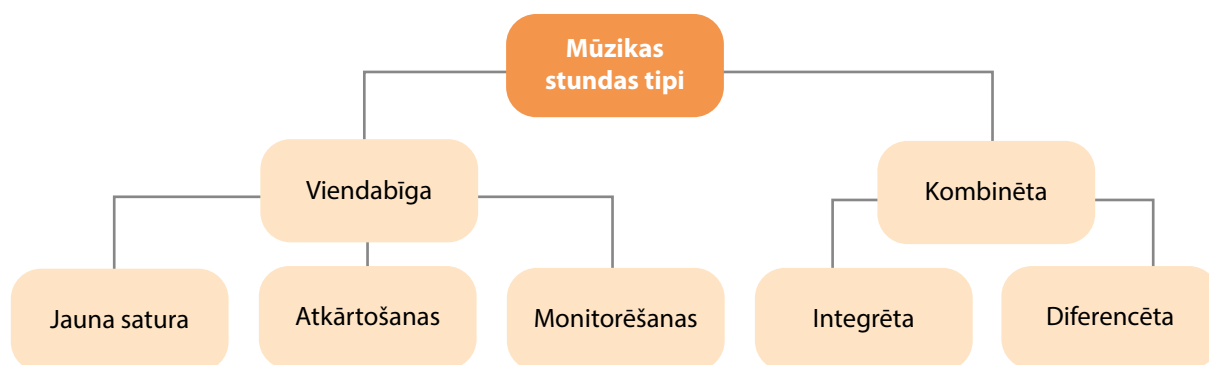 Mūzikas
stundas tipi
Viendabīga
Kombinēta
Jauna satura
Atkārtošanas
Monitorēšanas
Integrēta
Diferencēta